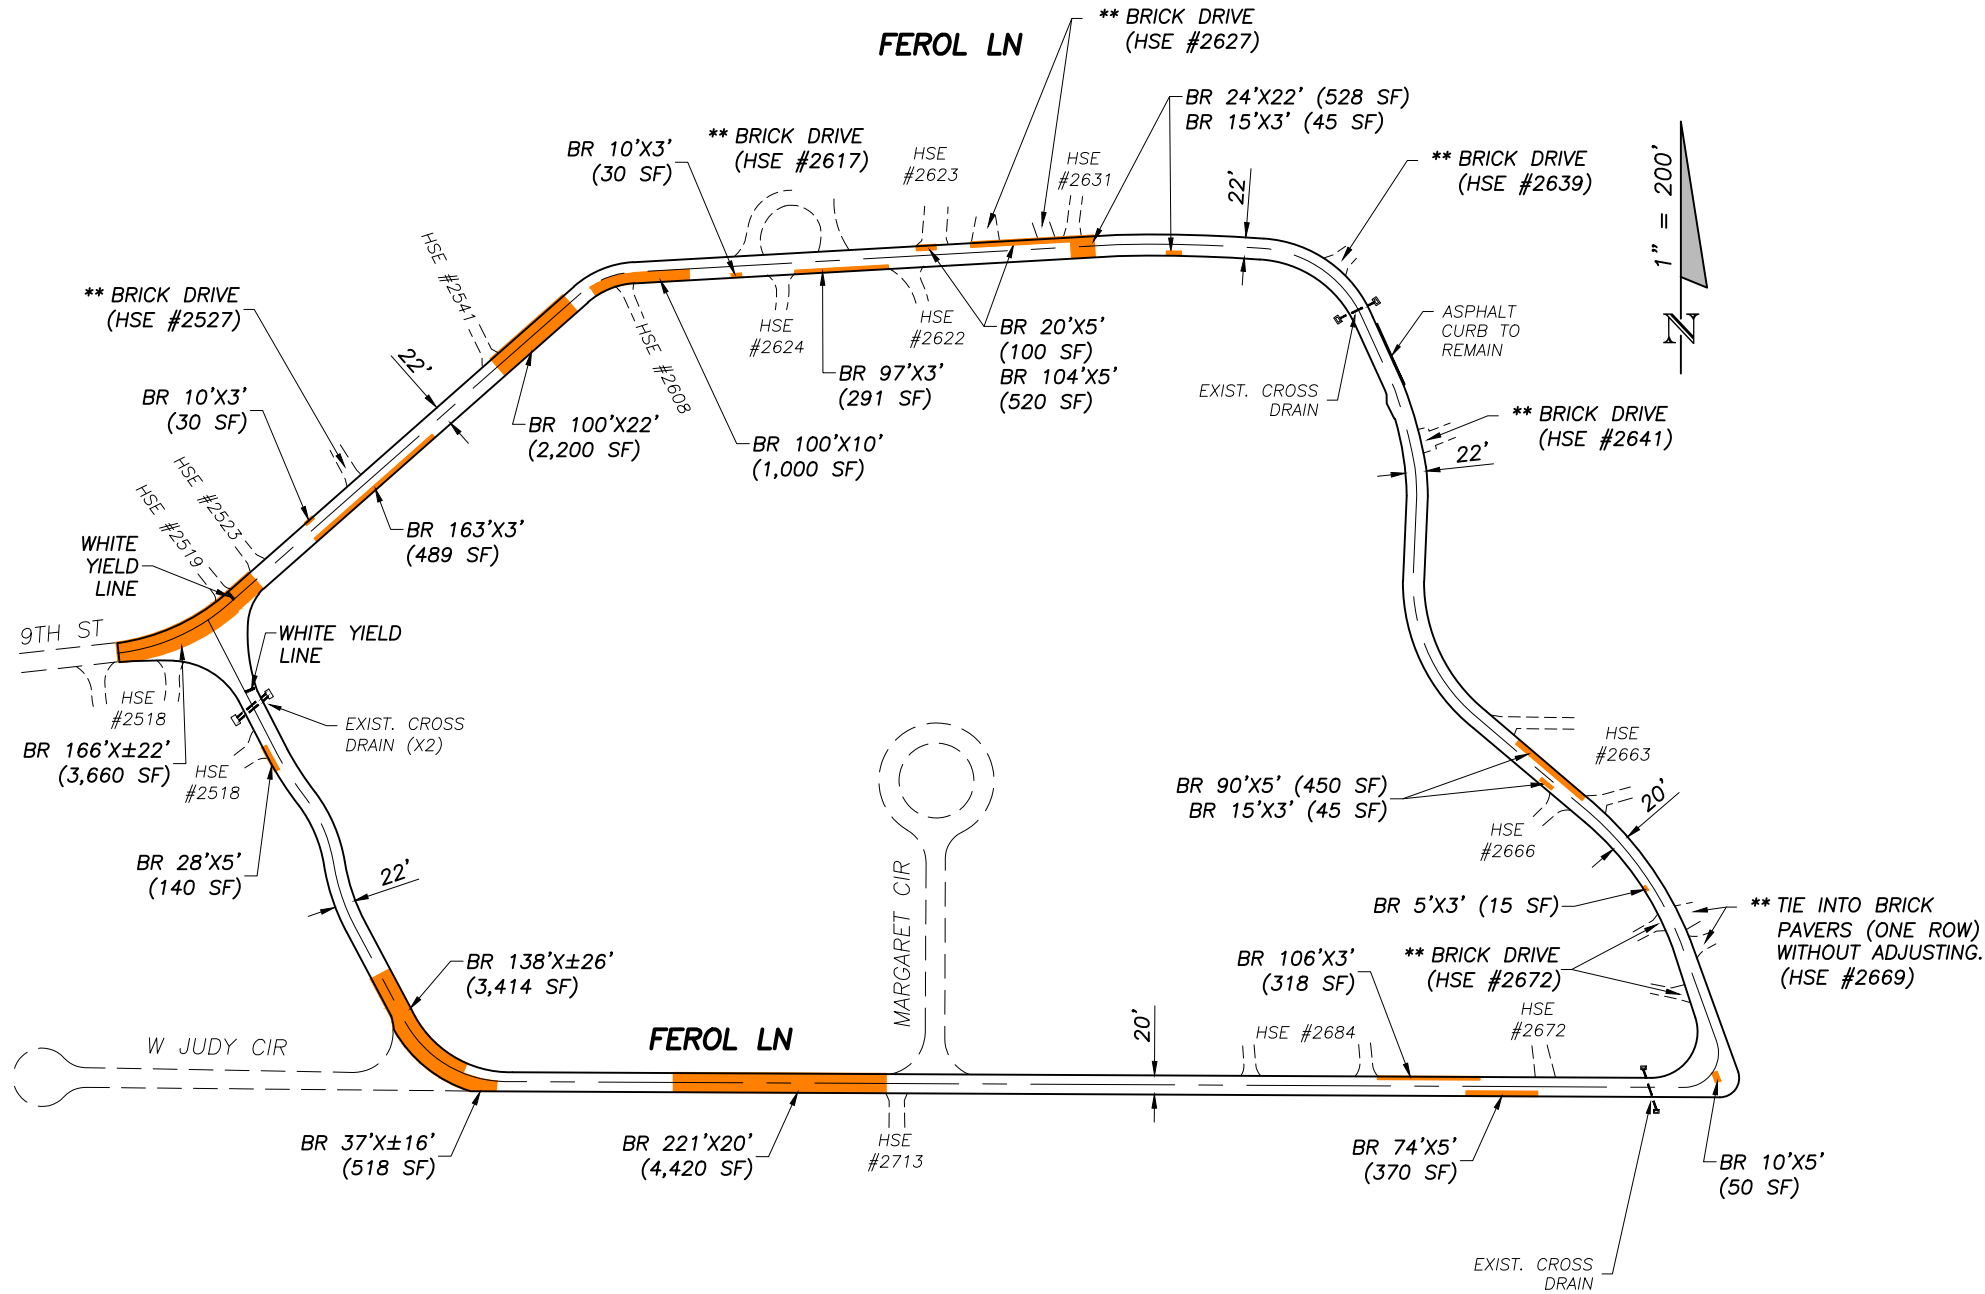 FEROL LN
** BRICK DRIVE
(HSE #2627)
BR 24'X22' (528 SF)
BR 15'X3' (45 SF)
** BRICK DRIVE
(HSE #2617)
BR 10'X3'
(30 SF)
HSE
#2623
HSE
#2631
22'
** BRICK DRIVE
(HSE #2639)
1" = 200'
N
HSE #2541
** BRICK DRIVE
(HSE #2527)
22'
BR 10'X3'
(30 SF)
HSE #2608
HSE
#2624
HSE
#2622
BR 97'X3'
(291 SF)
BR 20'X5'
(100 SF)
BR 104'X5'
(520 SF)
ASPHALT
CURB TO
REMAIN
EXIST. CROSS
DRAIN
** BRICK DRIVE
(HSE #2641)
22'
BR 100'X22'
(2,200 SF)
BR 100'X10'
(1,000 SF)
HSE #2523
HSE #2519
BR 163'X3'
(489 SF)
WHITE
YIELD
LINE
9TH ST
WHITE YIELD
LINE
HSE
#2518
EXIST. CROSS
DRAIN (X2)
BR 166'X±22'
(3,660 SF)
HSE
#2518
HSE
#2663
BR 90'X5' (450 SF)
BR 15'X3' (45 SF)
20'
HSE
#2666
BR 28'X5'
(140 SF)
22'
MARGARET CIR
BR 5'X3' (15 SF)
** TIE INTO BRICK
PAVERS (ONE ROW)
WITHOUT ADJUSTING.
(HSE #2669)
** BRICK DRIVE
(HSE #2672)
BR 138'X±26'
(3,414 SF)
BR 106'X3'
(318 SF)
W JUDY CIR
FEROL LN
20'
HSE #2684
HSE
#2672
BR 37'X±16'
(518 SF)
BR 221'X20'
(4,420 SF)
HSE
#2713
BR 74'X5'
(370 SF)
BR 10'X5'
(50 SF)
EXIST. CROSS
DRAIN